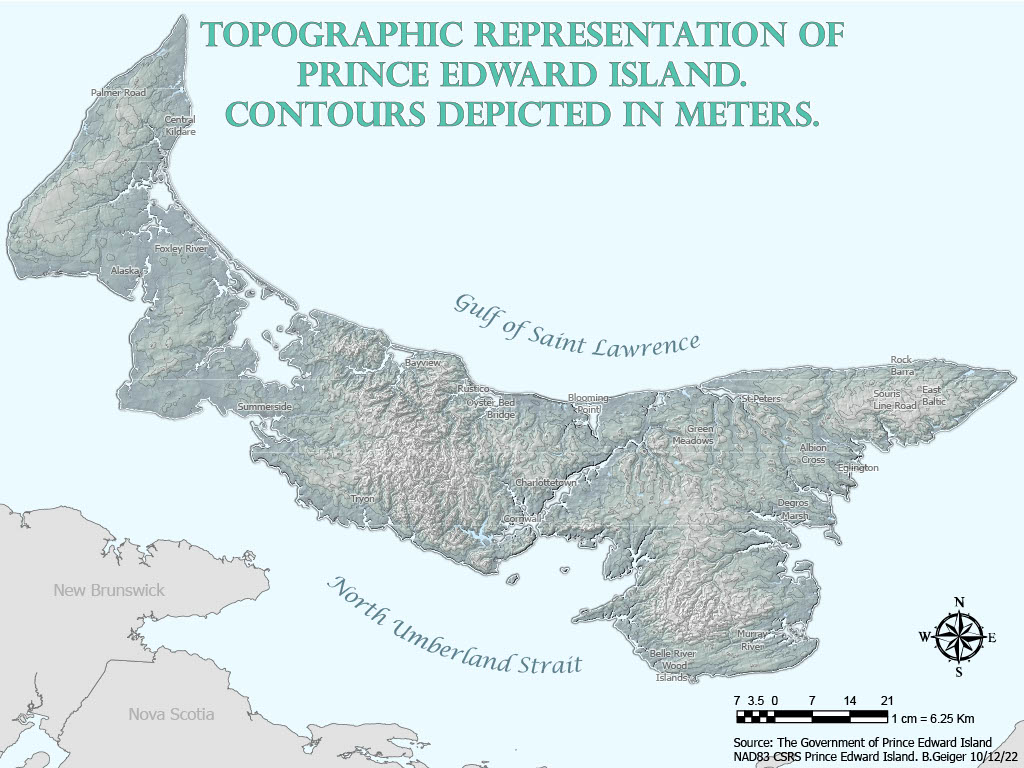 TOPOGRAPHIC REPRESENTATION OF
PRINCE EDWARD ISLAND.
CONTOURS DEPICTED IN METERS.
Palmer Road
Central
Kildare
Foxley River
Alaska
Gulf of Saint Lawrence
Bayview
Rustico
Oyster Bed
Bridge
Blooming
Point
St-Peters
Rock
Barra
Souris
Line Road
East
Baltic
Summerside
Green
Meadows
Albion
Cross
Eglington
Tryon
Charlottetown
Cornwall
Degros
Marsh
New Brunswick
North Umberland Strait
Murray
River
Belle River
Wood
Islands
Nova Scotia
N
W
E
S
7 3.5 0 7 14 21
1 cm = 6.25 Km
Source: The Government of Prince Edward Island
NAD83 CSRS Prince Edward Island. B.Geiger 10/12/22